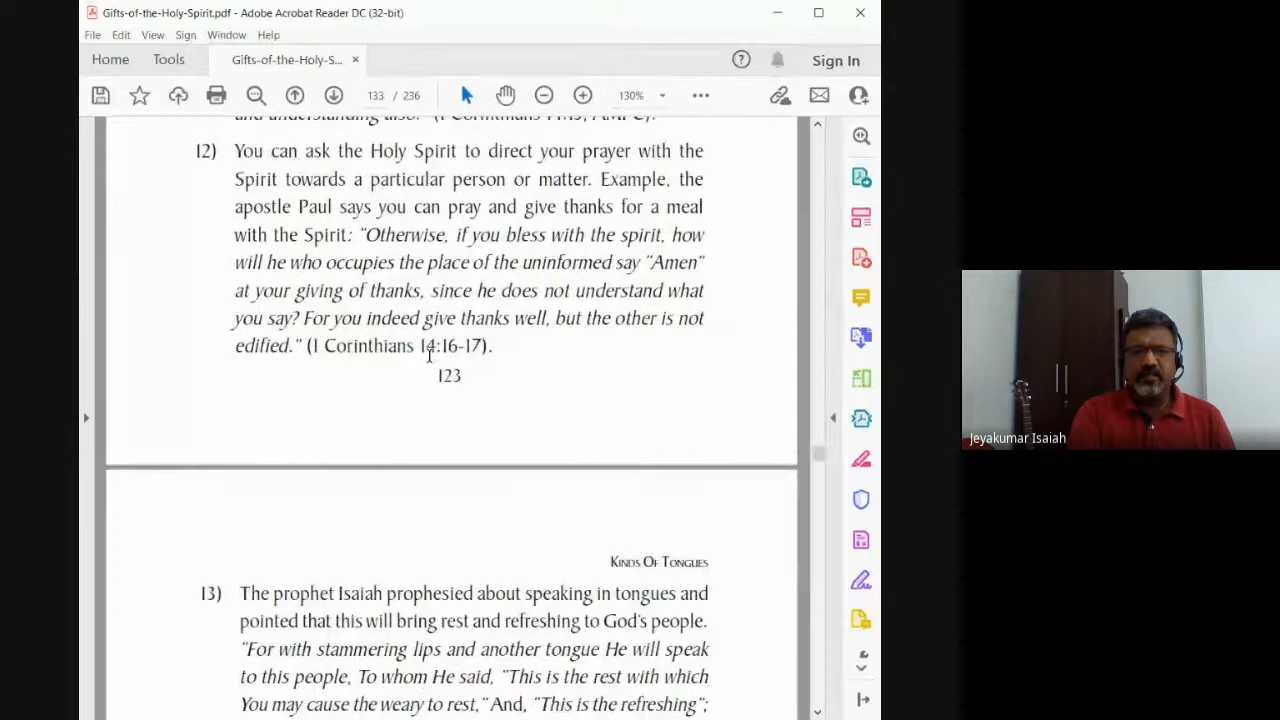 Gifts-of-the-Holy-Spirit.pdf - Adobe Acrobat Reader DC (32-bit)
File Edit View Sign Window Help
Home Tools Gifts-of-the-Holy-S... Sign In
133 / 236 130%
and understanding also." (1 Corinthians 14:15, AMPC).
12) You can ask the Holy Spirit to direct your prayer with the
Spirit towards a particular person or matter. Example, the
apostle Paul says you can pray and give thanks for a meal
with the Spirit: "Otherwise, if you bless with the spirit, how
will he who occupies the place of the uninformed say "Amen"
at your giving of thanks, since he does not understand what
you say? For you indeed give thanks well, but the other is not
edified." (1 Corinthians 14:16-17).
123
KINDS OF TONGUES
13) The prophet Isaiah prophesied about speaking in tongues and
pointed that this will bring rest and refreshing to God's people.
"For with stammering lips and another tongue He will speak
to this people, To whom He said, "This is the rest with which
You may cause the weary to rest," And, "This is the refreshing";
Jeyakumar Isaiah